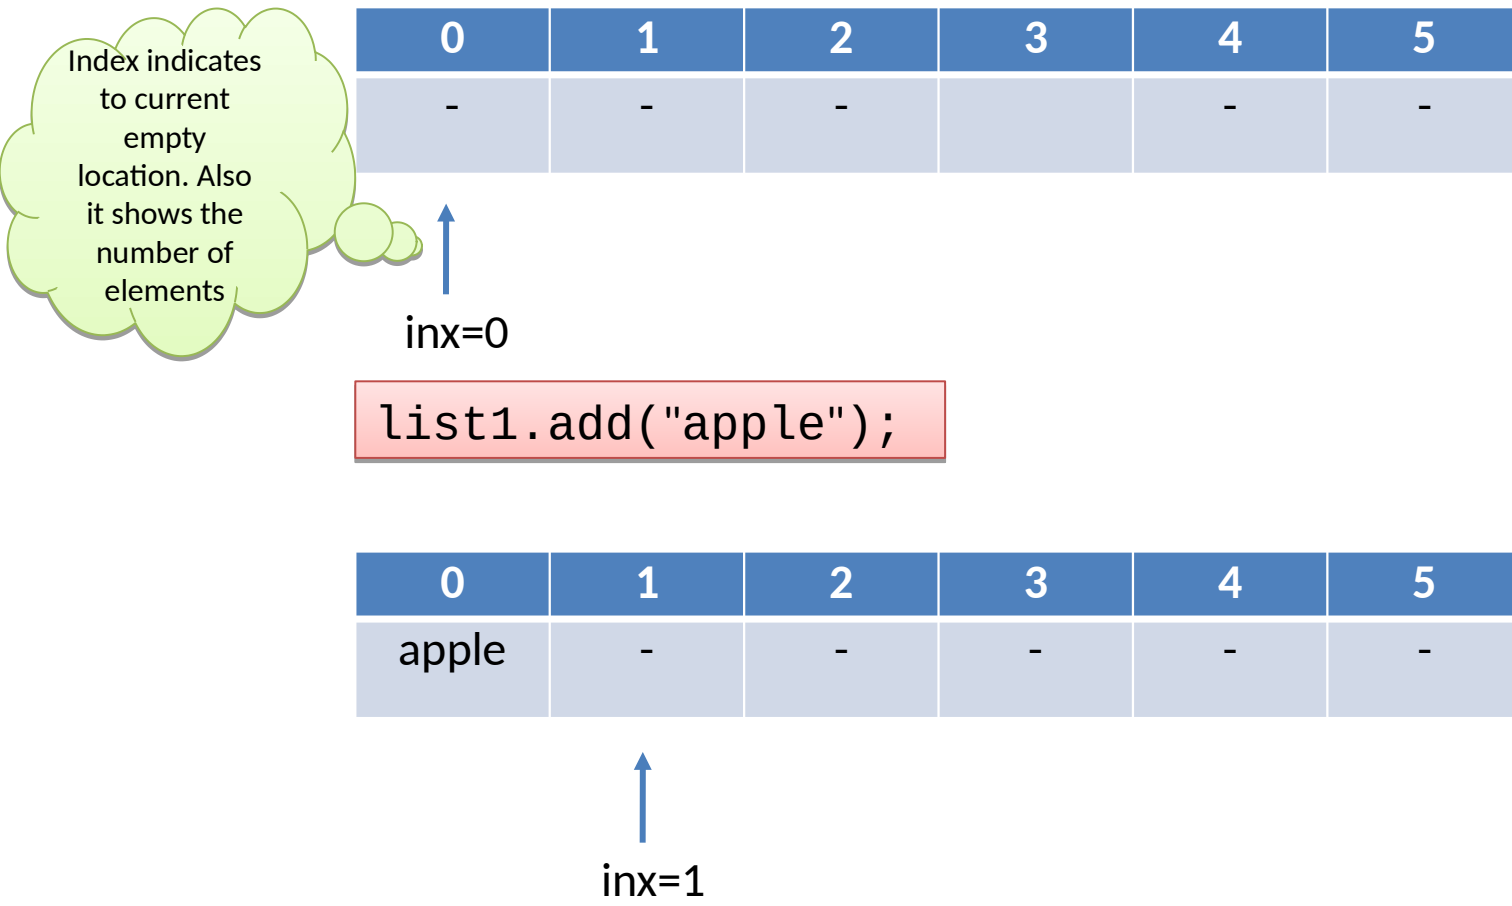 Index indicates
to current
empty
location. Also
it shows the
number of
elements
0 1 2 3 4 5
- - - - -
inx=0
list1.add("apple");
0 1 2 3 4 5
apple - - - - -
inx=1